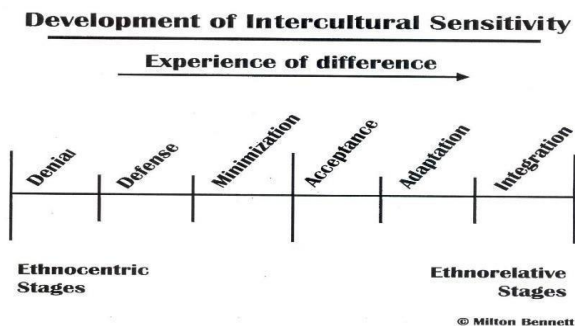 Development of Intercultural Sensitivity
Experience of difference
Denial
Defense
Minimization
Acceptance
Adaptation
Integration
Ethnocentric
Stages
Ethnorelative
Stages
© Milton Bennett